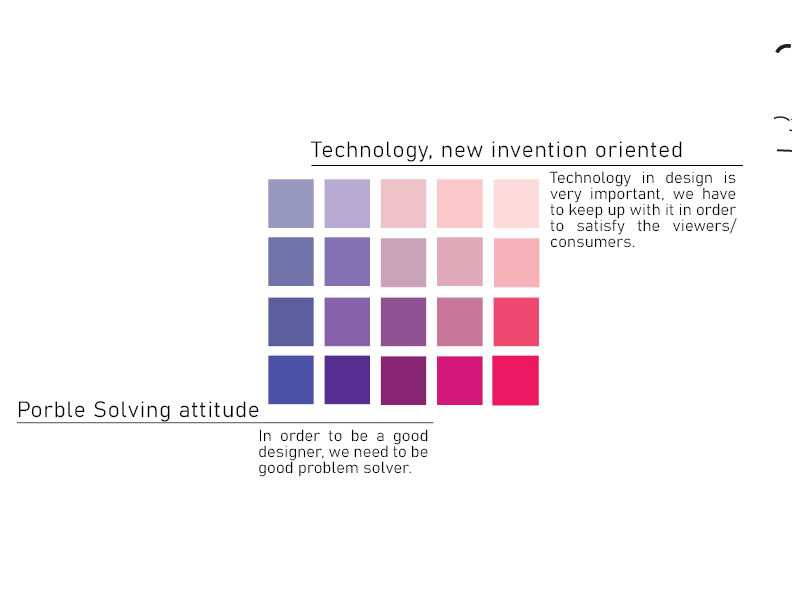 Technology, new invention oriented
Technology in design is
very important, we have
to keep up with it in order
to satisfy the viewers/
consumers.
Porble Solving attitude
In order to be a good
designer, we need to be
good problem solver.